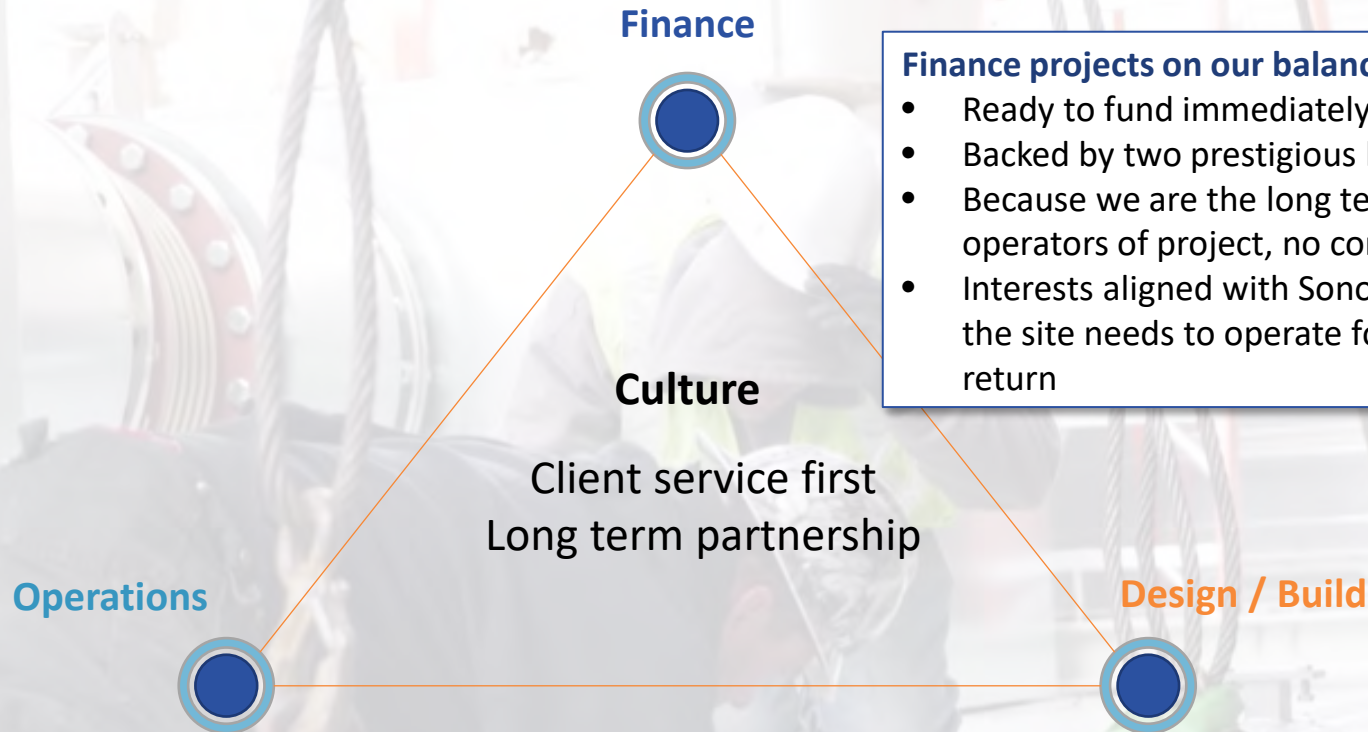 Finance
Finance projects on our balanc
• Ready to fund immediately
• Backed by two prestigious
• Because we are the long te
operators of project, no co
• Interests aligned with Sono
the site needs to operate fo
return
Culture
Client service first
Long term partnership
Operations
Design / Build